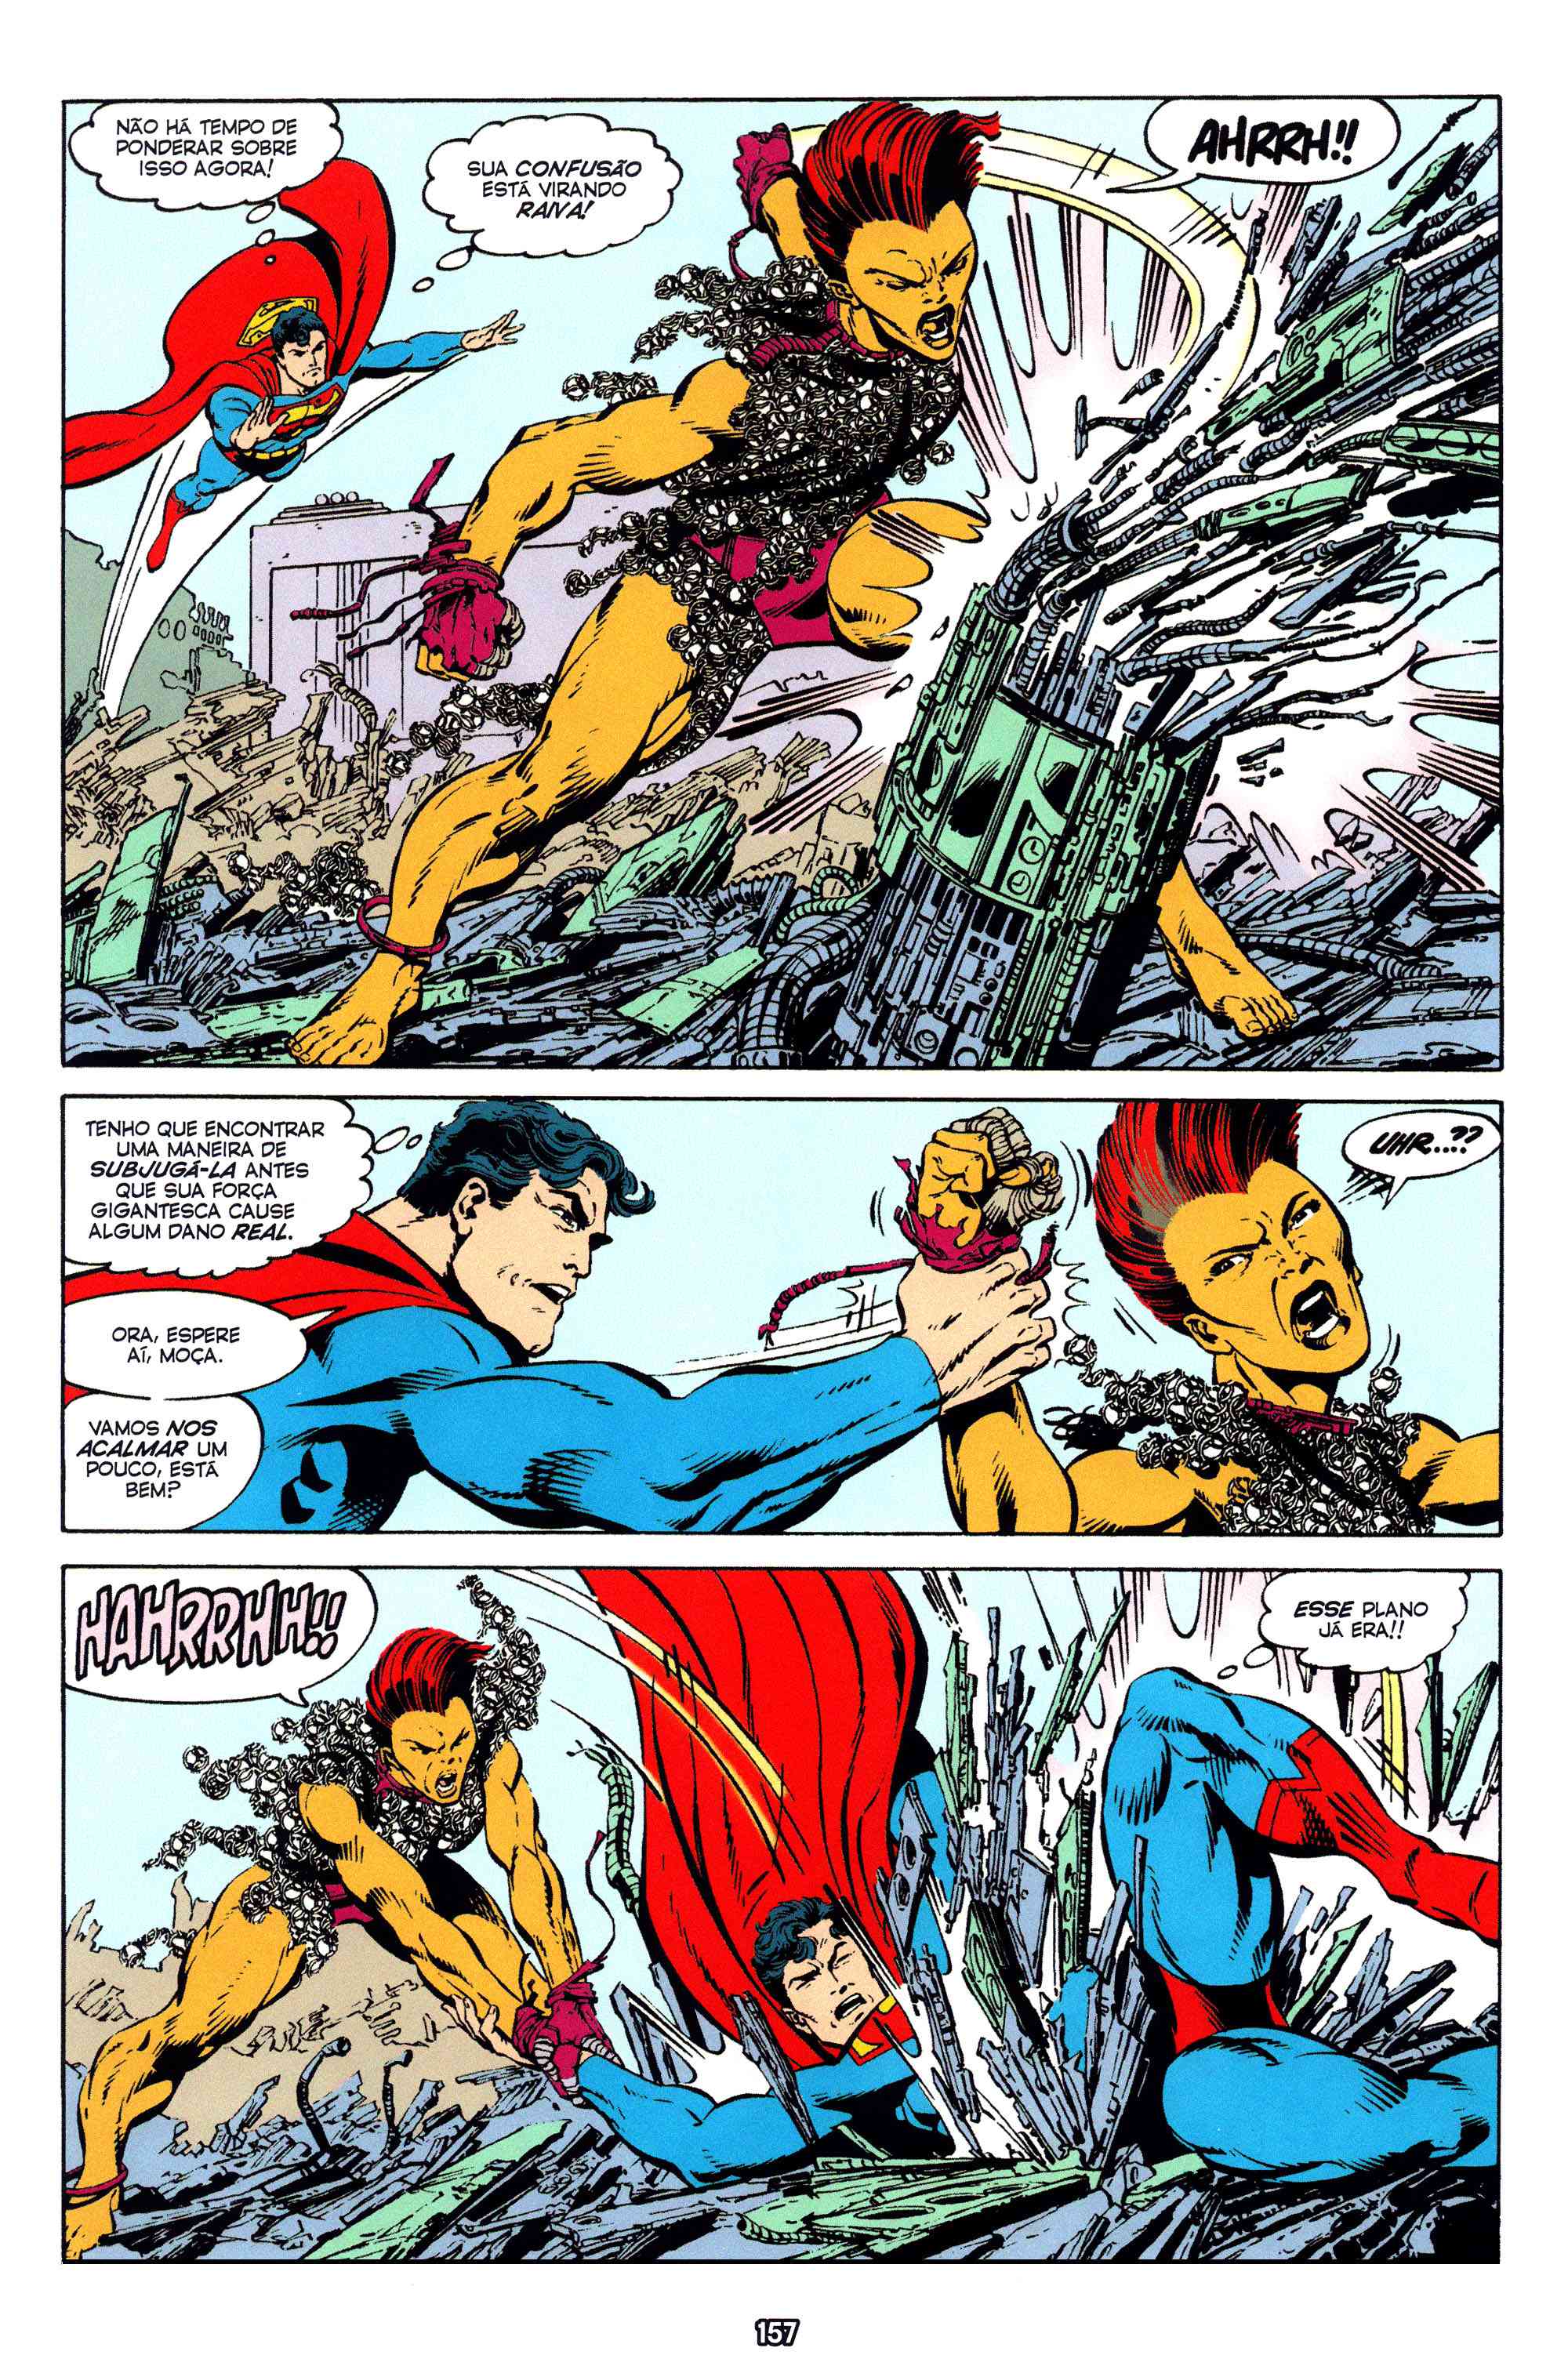 NÃO HÁ TEMPO DE
PONDERAR SOBRE
ISSO AGORA!
SUA CONFUSÃO
ESTÁ VIRANDO
RAIVA!
AHRRH!!
TENHO QUE ENCONTRAR
UMA MANEIRA DE
SUBJUGÁ-LA ANTES
QUE SUA FORÇA
GIGANTESCA CAUSE
ALGUM DANO REAL.
ORA, ESPERE
AÍ, MOÇA.
VAMOS NOS
ACALMAR UM
POUCO, ESTÁ
BEM?
UHR...??
HAHRRHH!!
ESSE PLANO
JÁ ERA!!
157